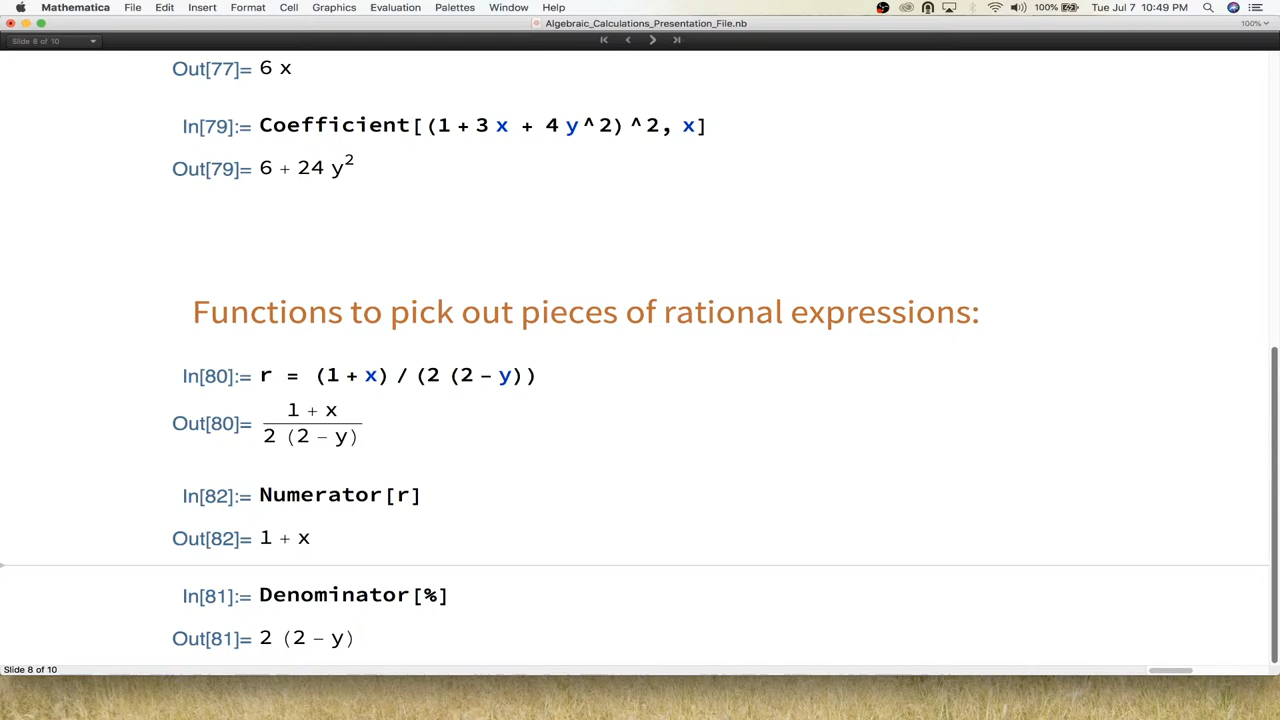 Mathematica File Edit Insert Format Cell Graphics Evaluation Palettes Window Help 100% Tue Jul 7 10:49 PM
Algebraic_Calculations_Presentation_File.nb
100%
Slide 8 of 10
Out[77]= 6 x
In[79]:= Coefficient[(1 + 3 x + 4 y^2)^2, x]
Out[79]= 6 + 24 y²
Functions to pick out pieces of rational expressions:
In[80]:= r = (1 + x) / (2 (2 - y))
1 + x
Out[80]=
2 (2 - y)
In[82]:= Numerator[r]
Out[82]= 1 + x
In[81]:= Denominator[%]
Out[81]= 2 (2 - y)
Slide 8 of 10